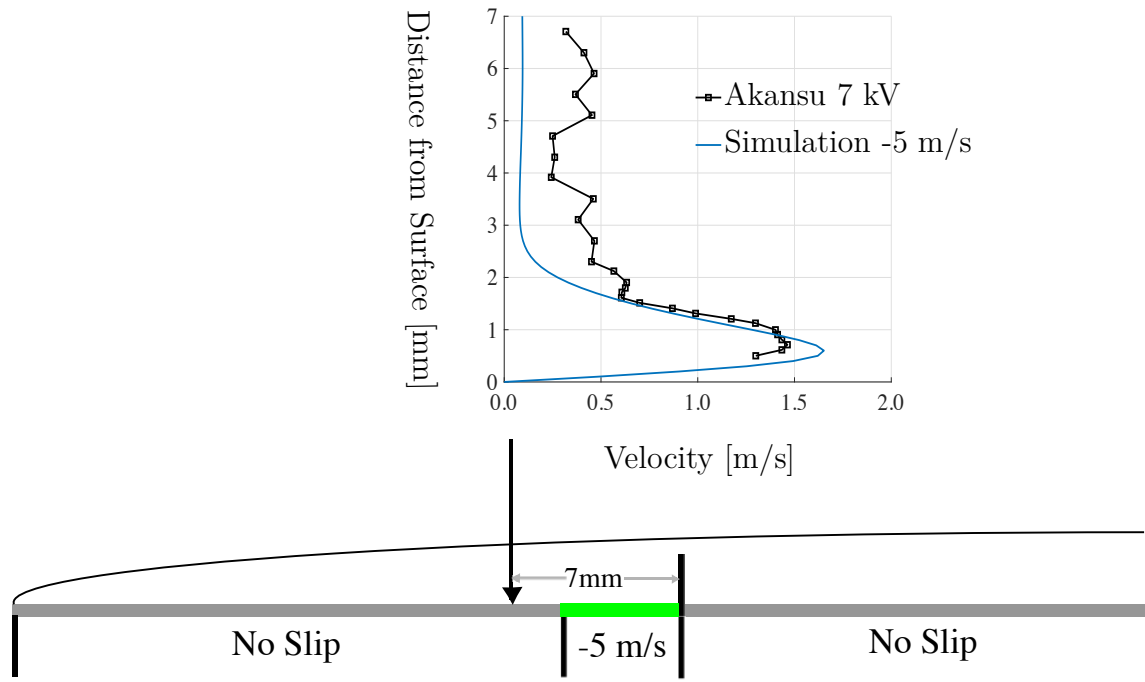 Distance from Surface [mm]
7
6
5
4
3
2
1
0
Akansu 7 kV
Simulation -5 m/s
0.0 0.5 1.0 1.5 2.0
Velocity [m/s]
7mm
No Slip
-5 m/s
No Slip